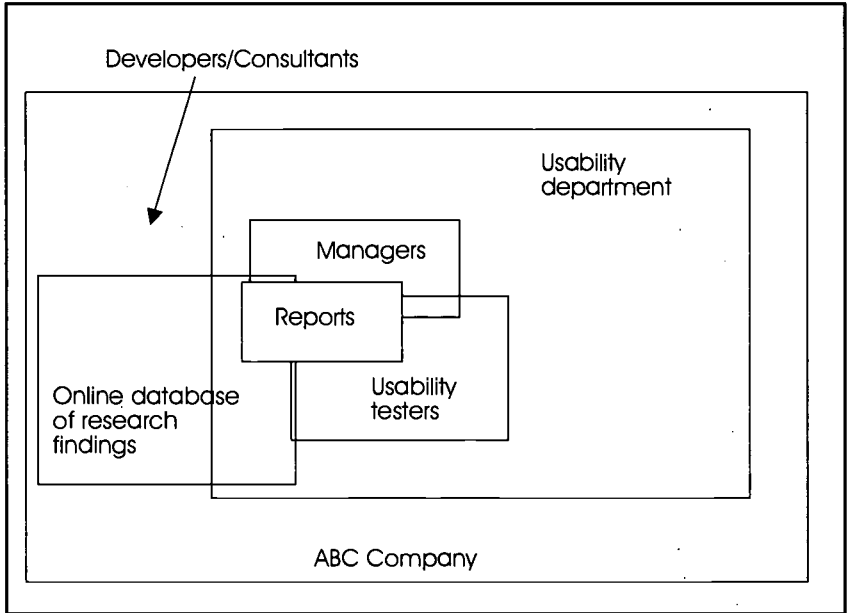 Developers/Consultants
Usability
department
Managers
Reports
Usability
testers
Online database
of research
findings
ABC Company